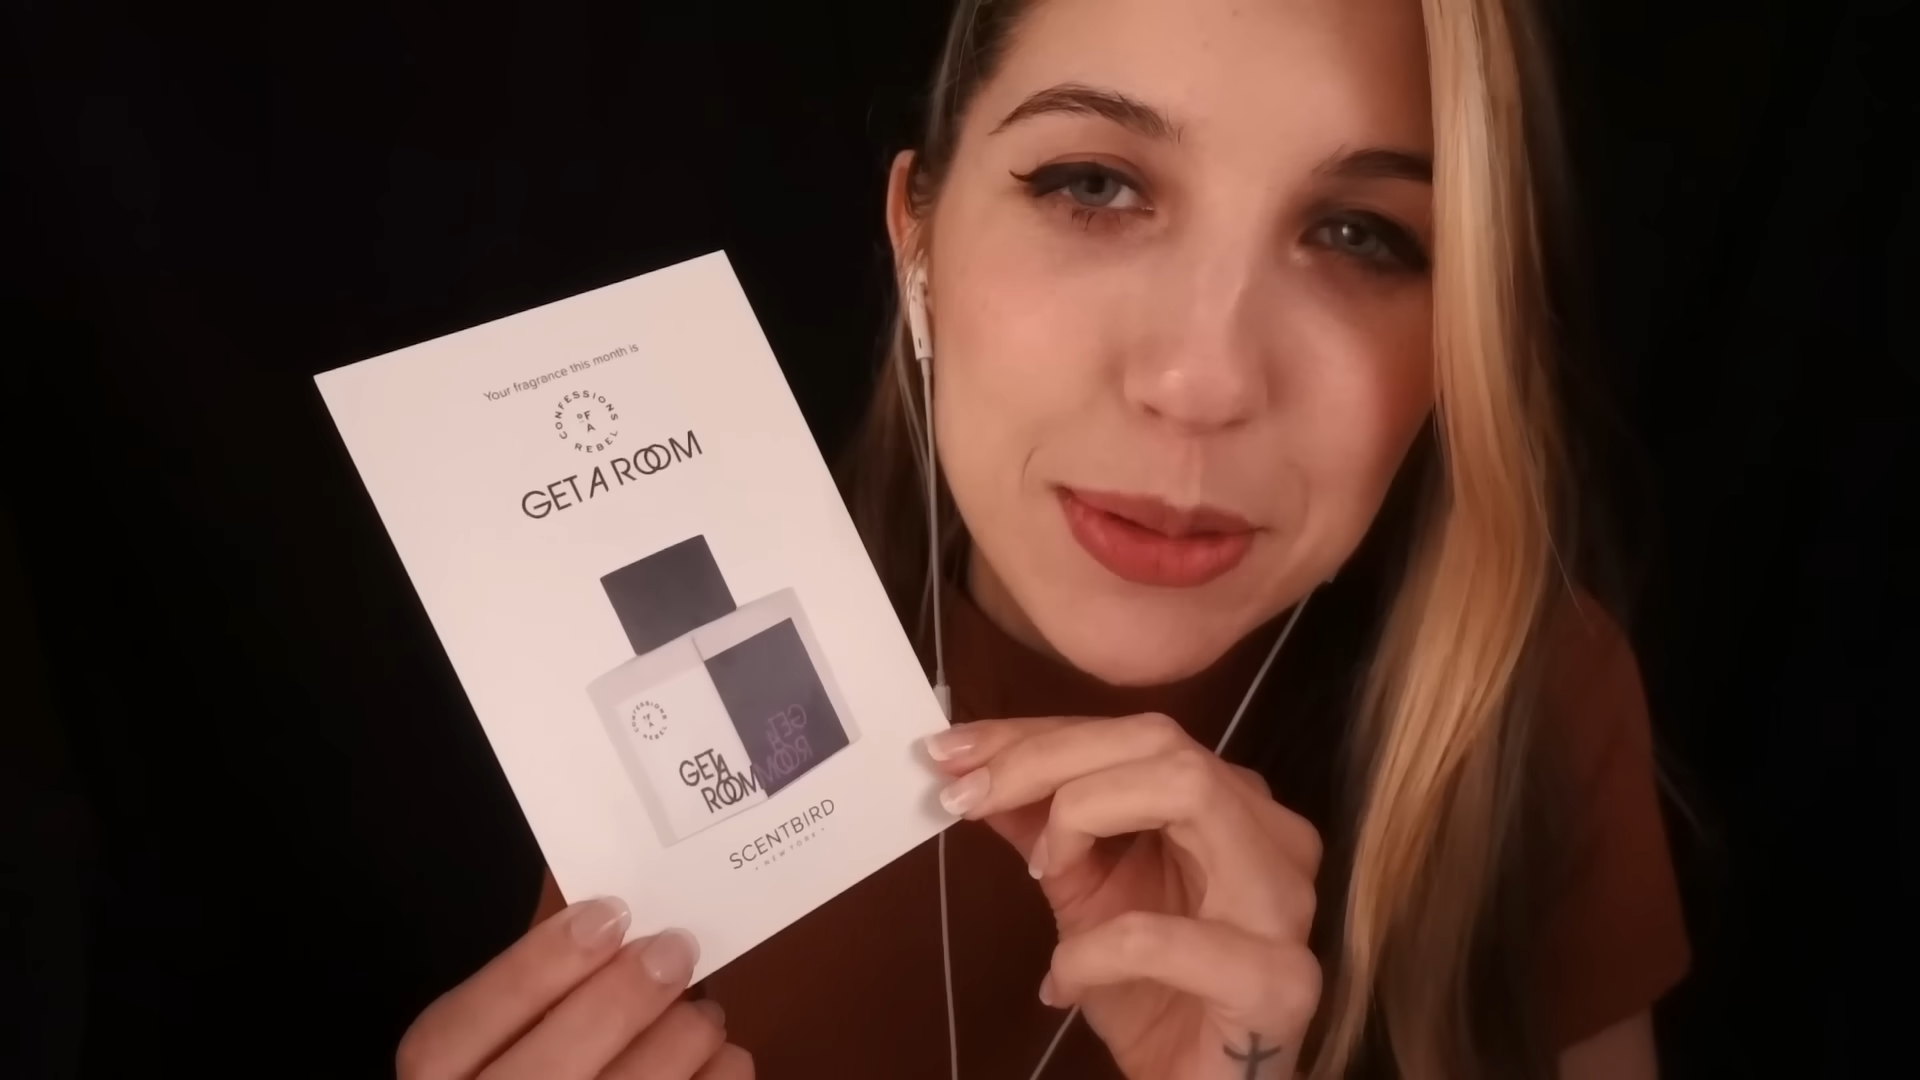 Your fragrance this month is
CONFESSIONS
OF
A
REBEL
GET A ROOM
CONFESSIONS
OF
A
REBEL
GET A
ROOM
GET A
ROOM
SCENTBIRD
• NEW YORK •